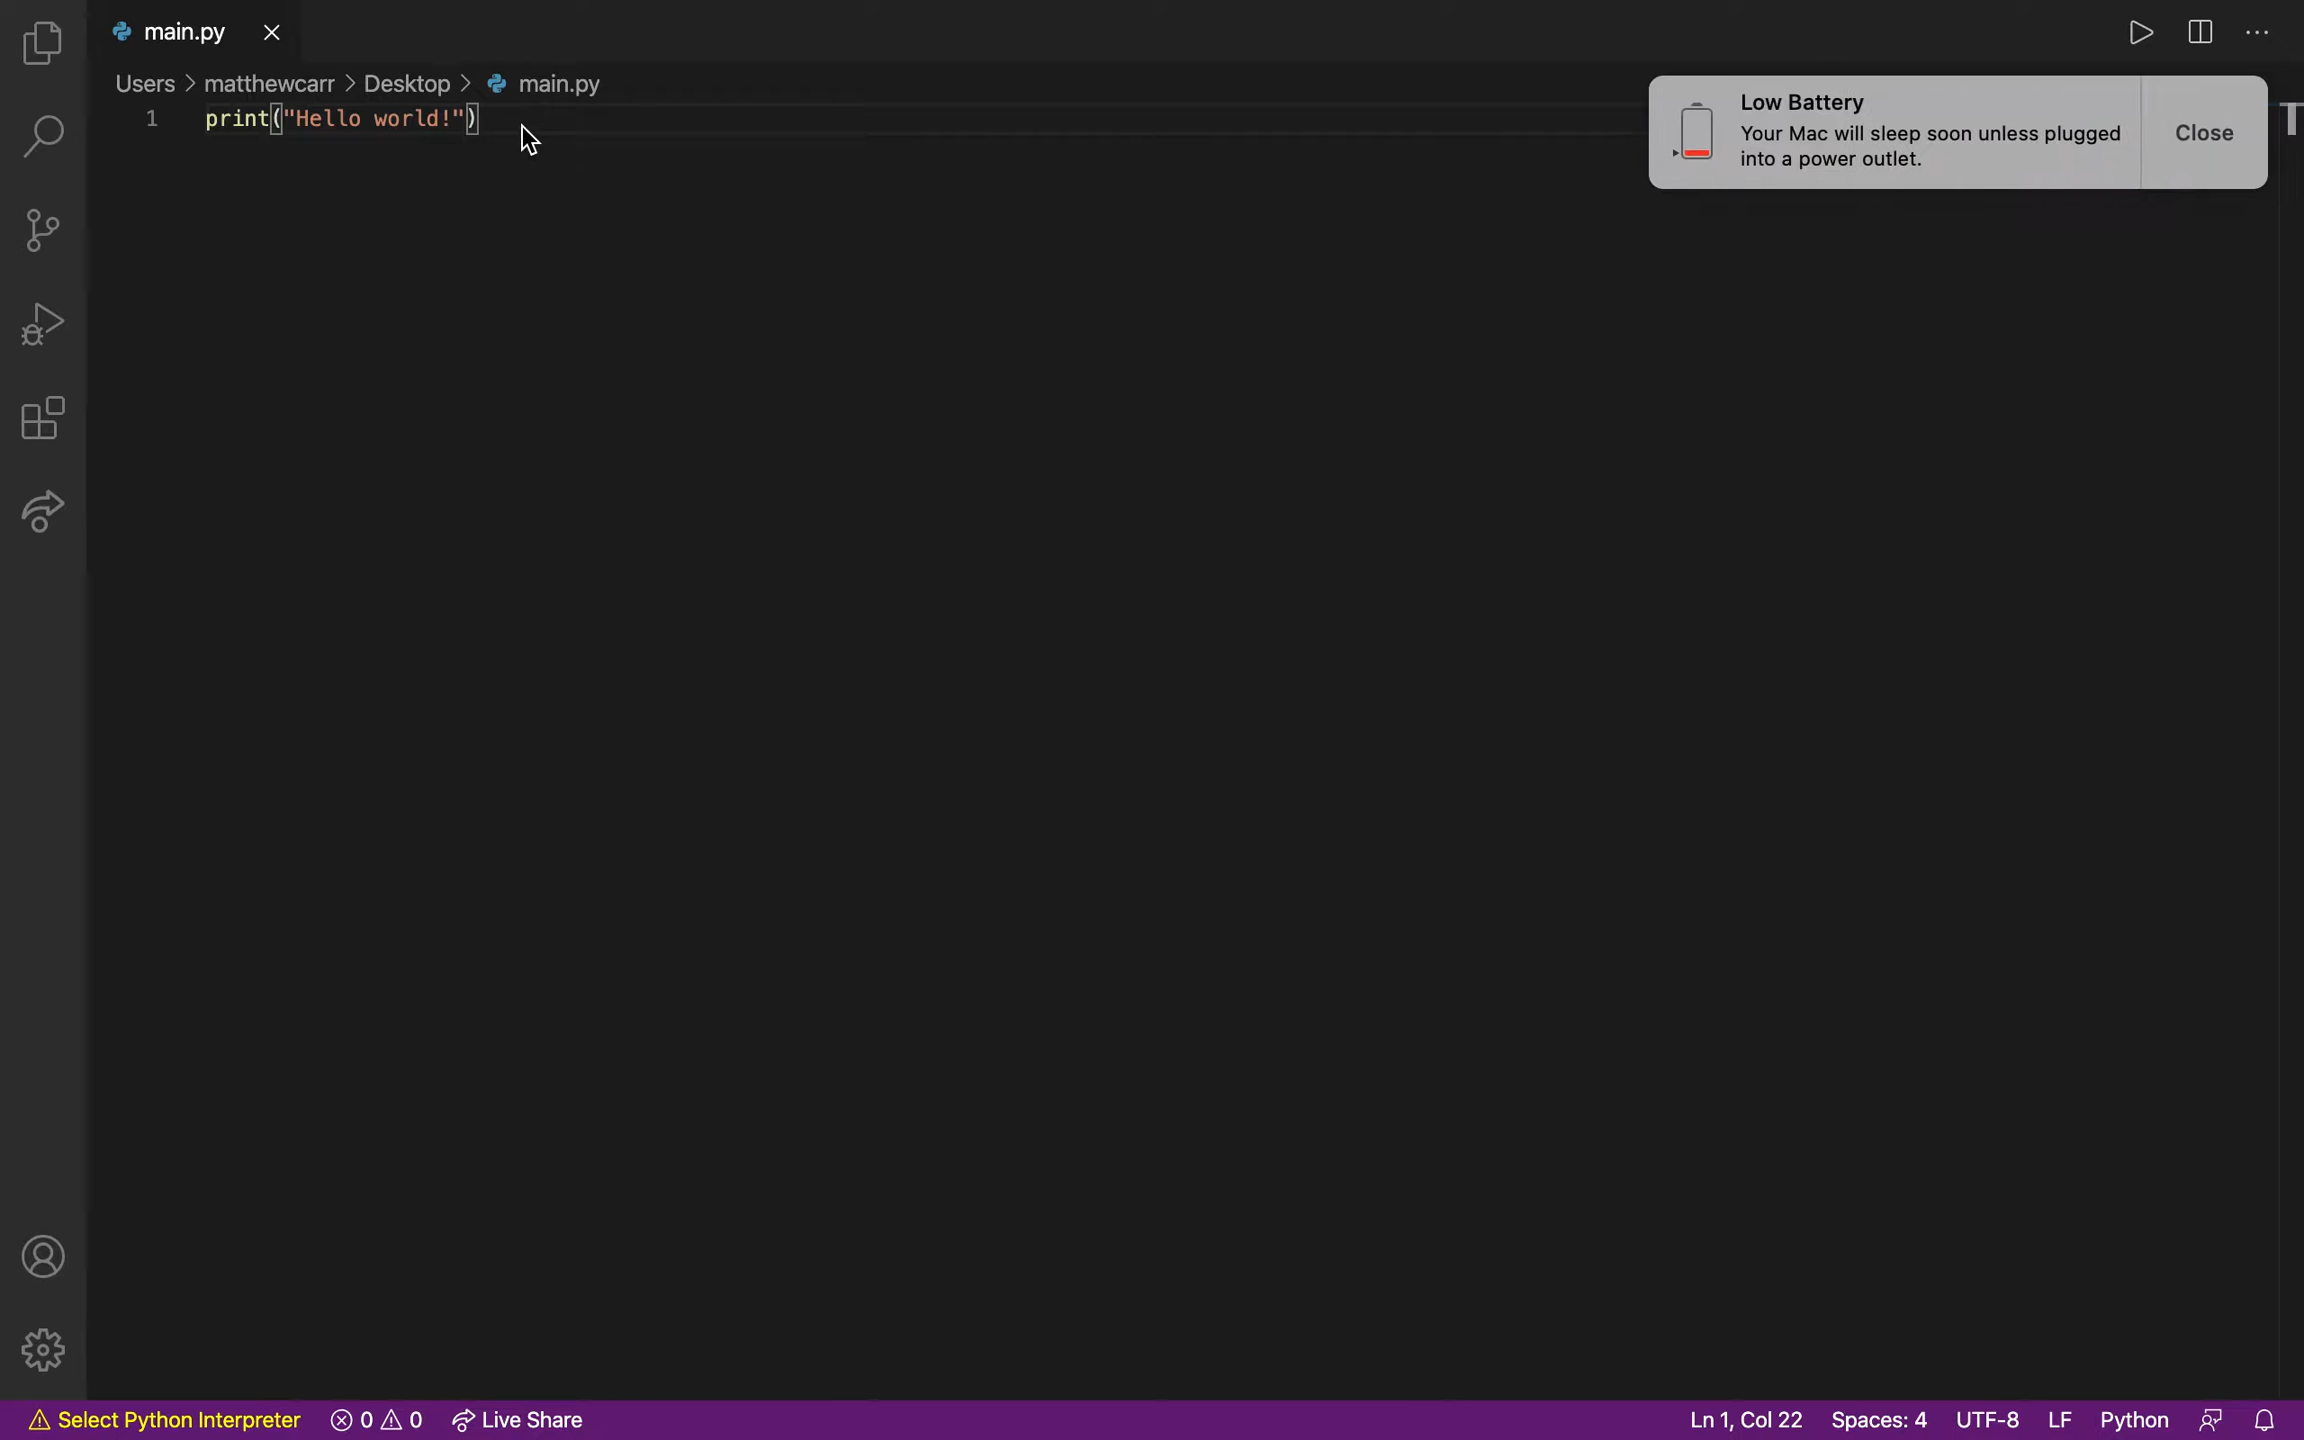 main.py
Users > matthewcarr > Desktop > main.py
1 print("Hello world!")
Low Battery
Your Mac will sleep soon unless plugged
into a power outlet.
Close
Select Python Interpreter 0 0 Live Share Ln 1, Col 22 Spaces: 4 UTF-8 LF Python